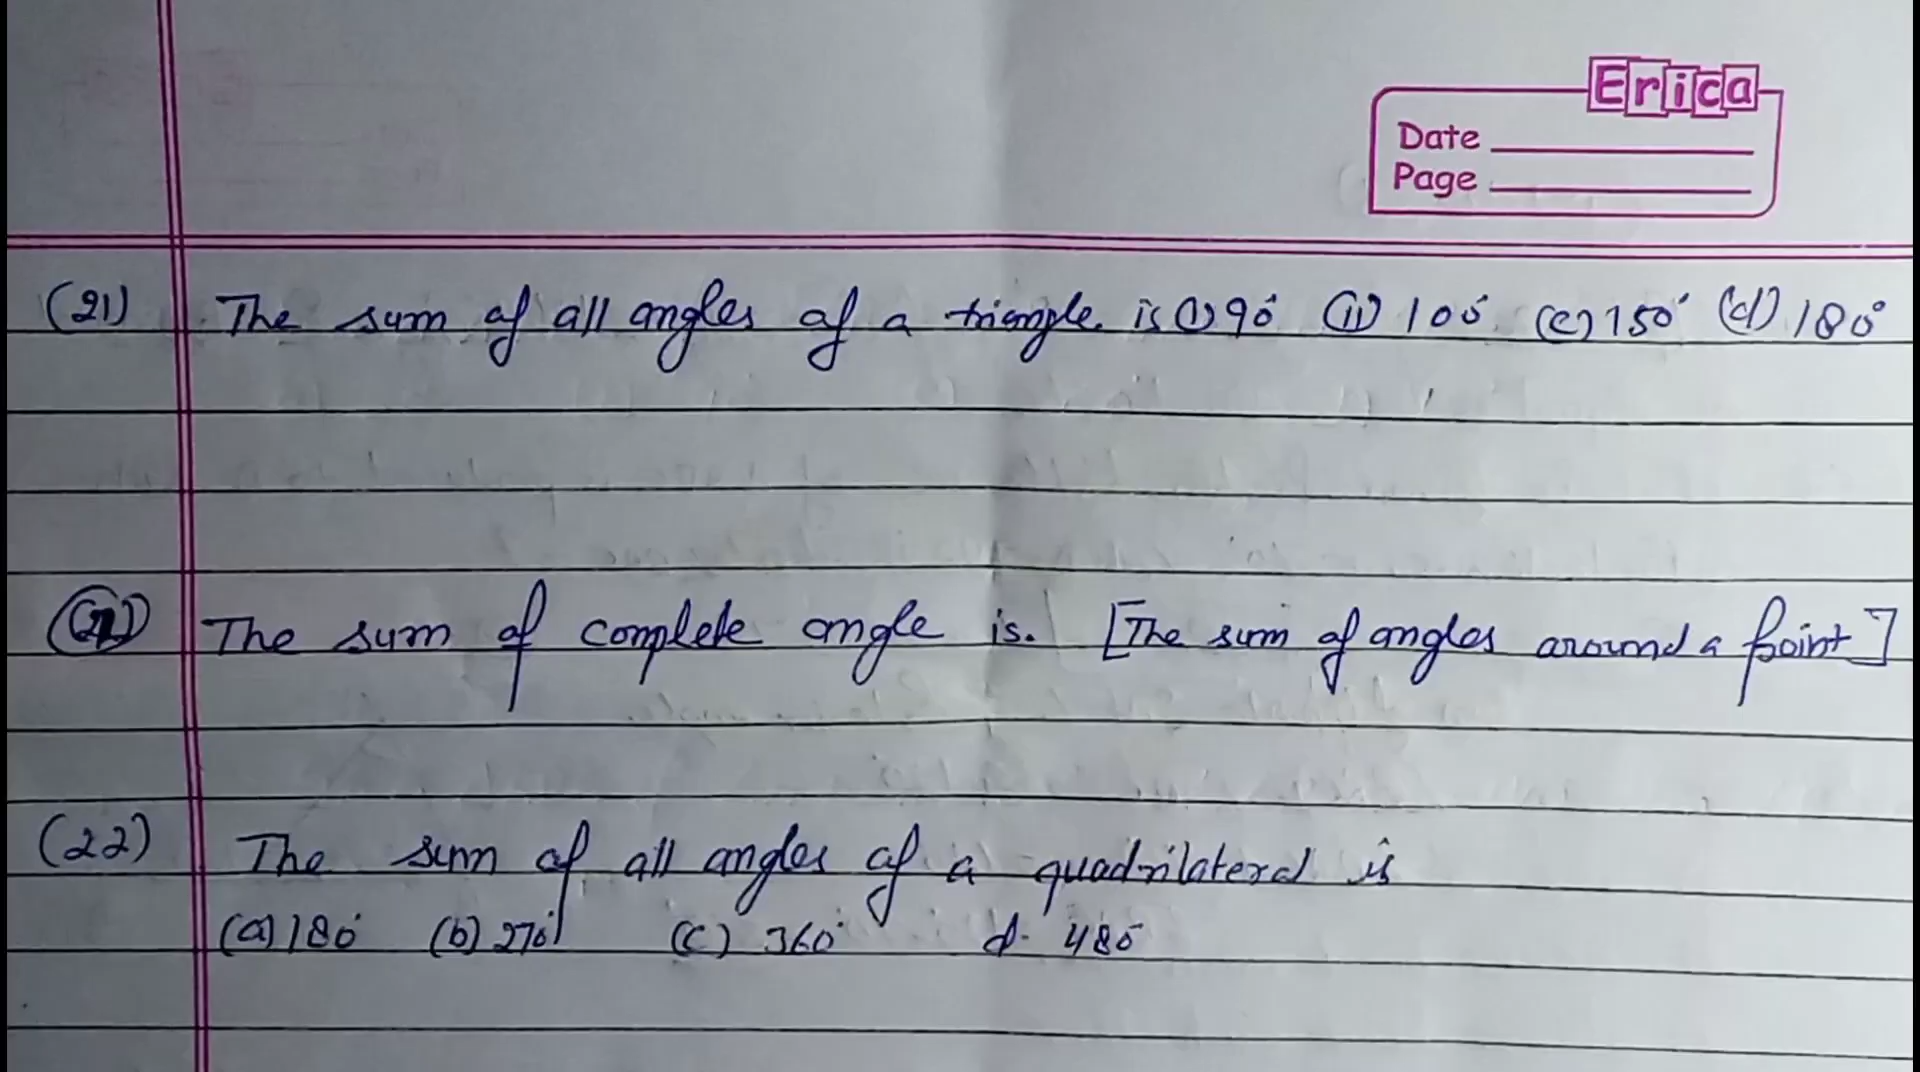 Erica
Date
Page
(21) The sum of all angles of a triangle is (i) 90° (ii) 100° (c) 150° (d) 180°
The sum of complete angle is. [The sum of angles around a point]
(22) The sum of all angles of a quadrilateral is
(a) 180° (b) 270° (c) 360° d. 480°